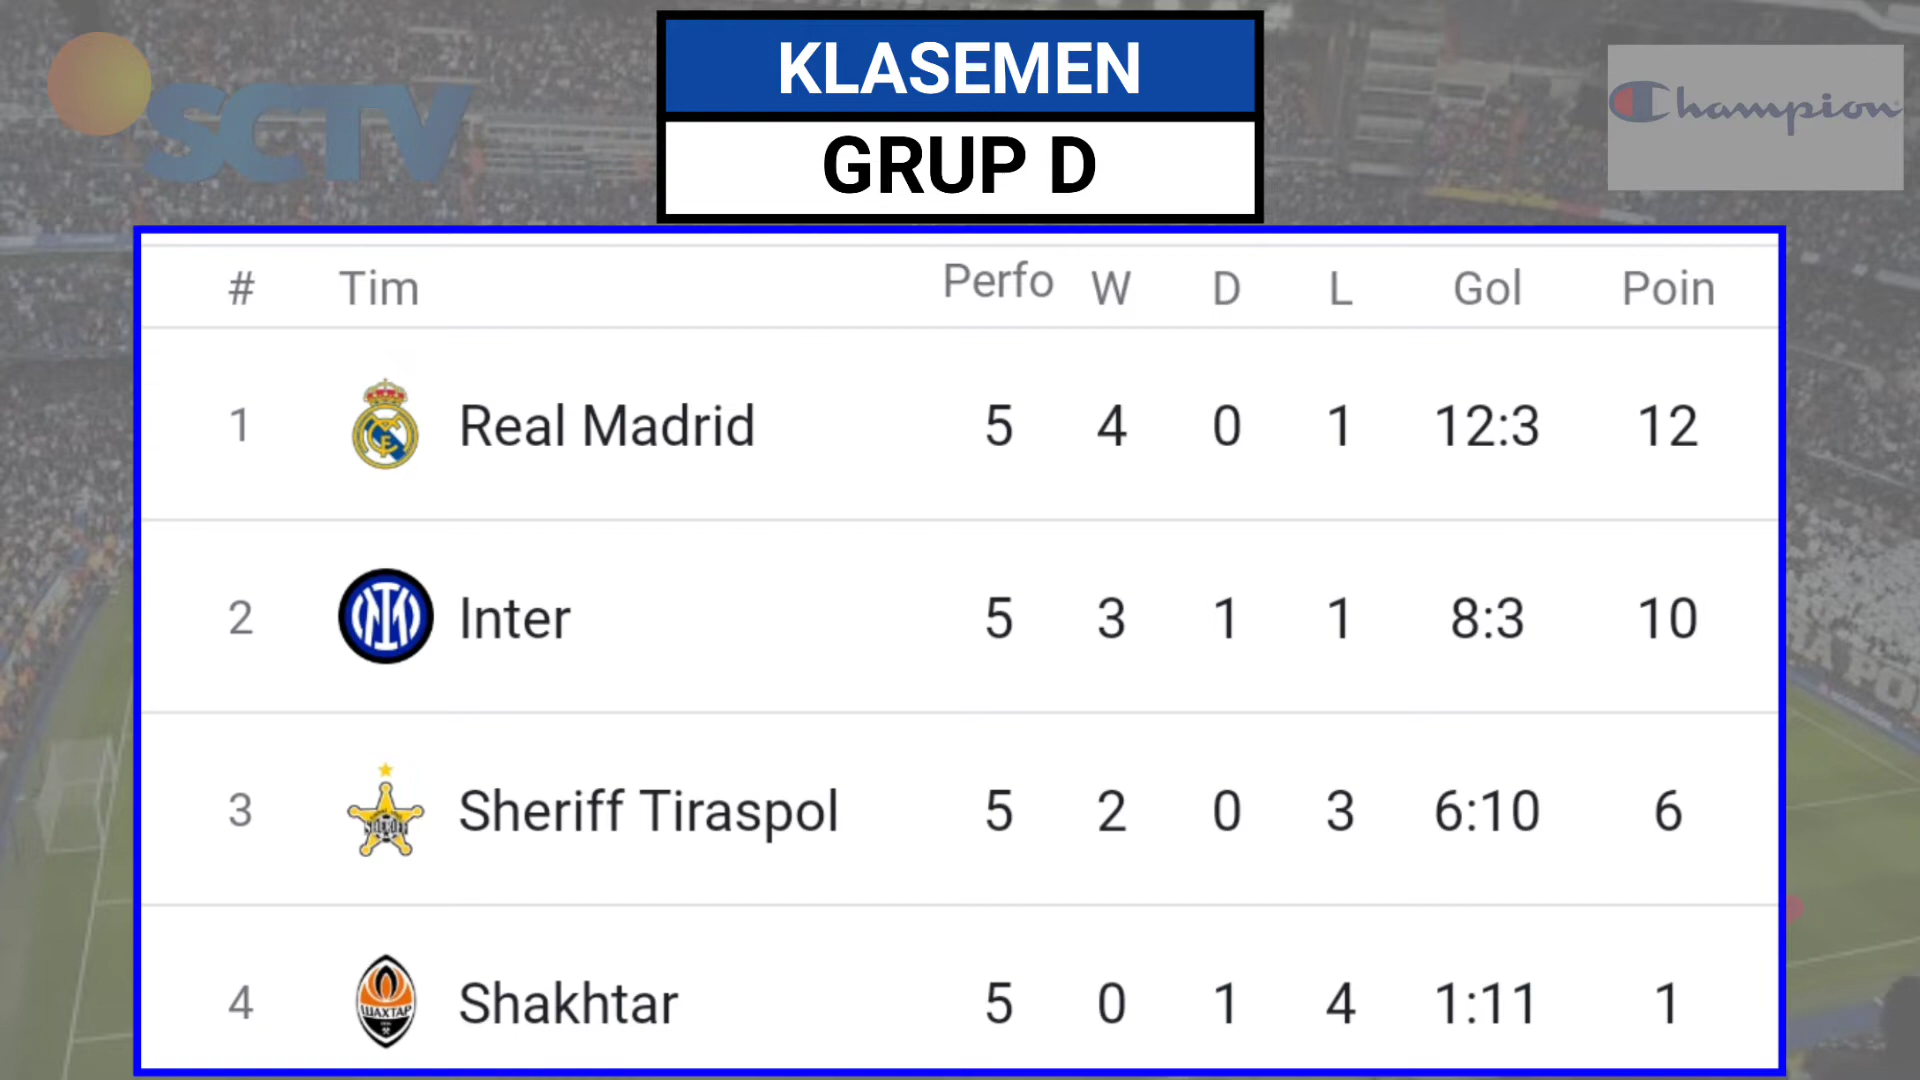 SCTV
Champion
KLASEMEN
GRUP D
# Tim Perfo W D L Gol Poin
1 Real Madrid 5 4 0 1 12:3 12
2 Inter 5 3 1 1 8:3 10
3 Sheriff Tiraspol 5 2 0 3 6:10 6
ШАХТАР
4 Shakhtar 5 0 1 4 1:11 1